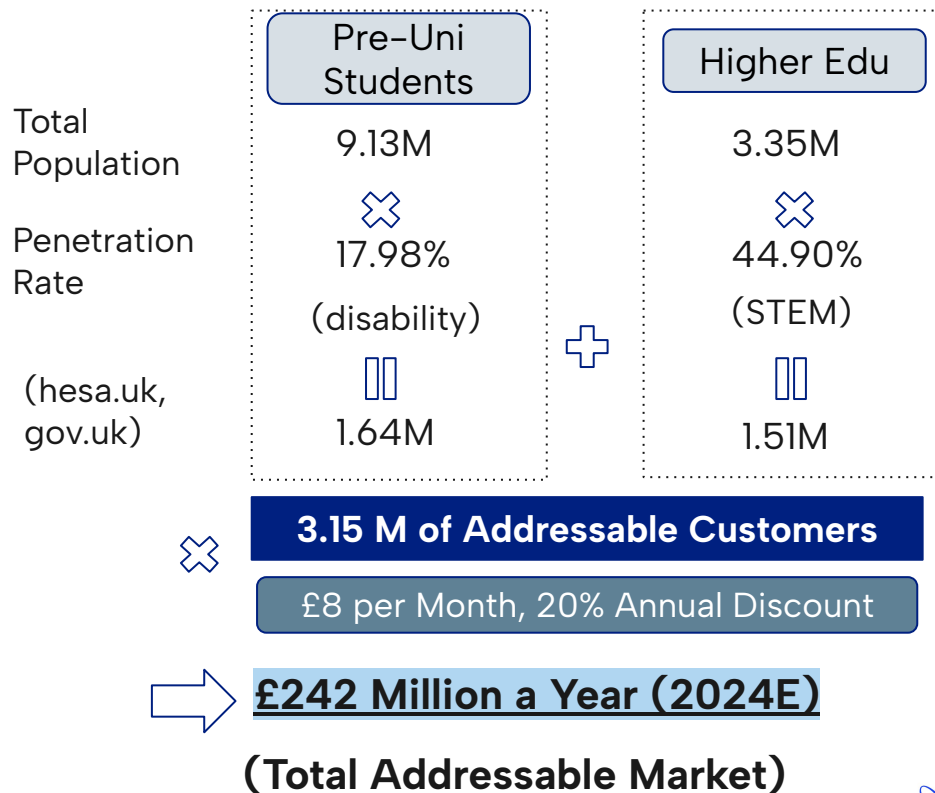 Pre-Uni
Students
Higher Edu
Total
Population
9.13M
3.35M
Penetration
Rate
17.98%
44.90%
(disability)
(STEM)
(hesa.uk,
gov.uk)
1.64M
1.51M
3.15 M of Addressable Customers
£8 per Month, 20% Annual Discount
£242 Million a Year (2024E)
(Total Addressable Market)